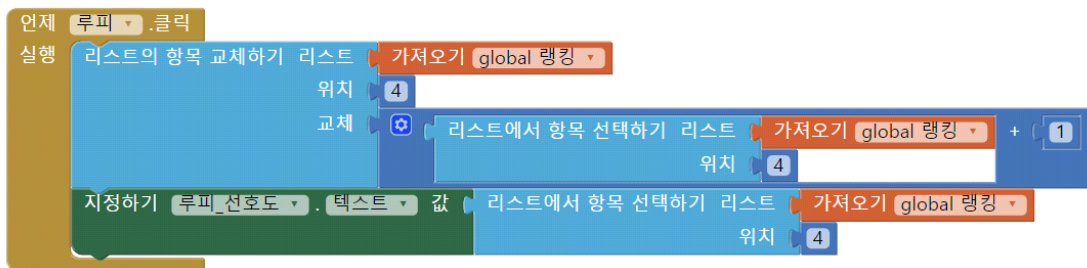 언제 루피 .클릭
실행 리스트의 항목 교체하기 리스트 가져오기 global 랭킹
위치 4
교체 리스트에서 항목 선택하기 리스트 가져오기 global 랭킹 + 1
위치 4
지정하기 루피_선호도 . 텍스트 값 리스트에서 항목 선택하기 리스트 가져오기 global 랭킹
위치 4